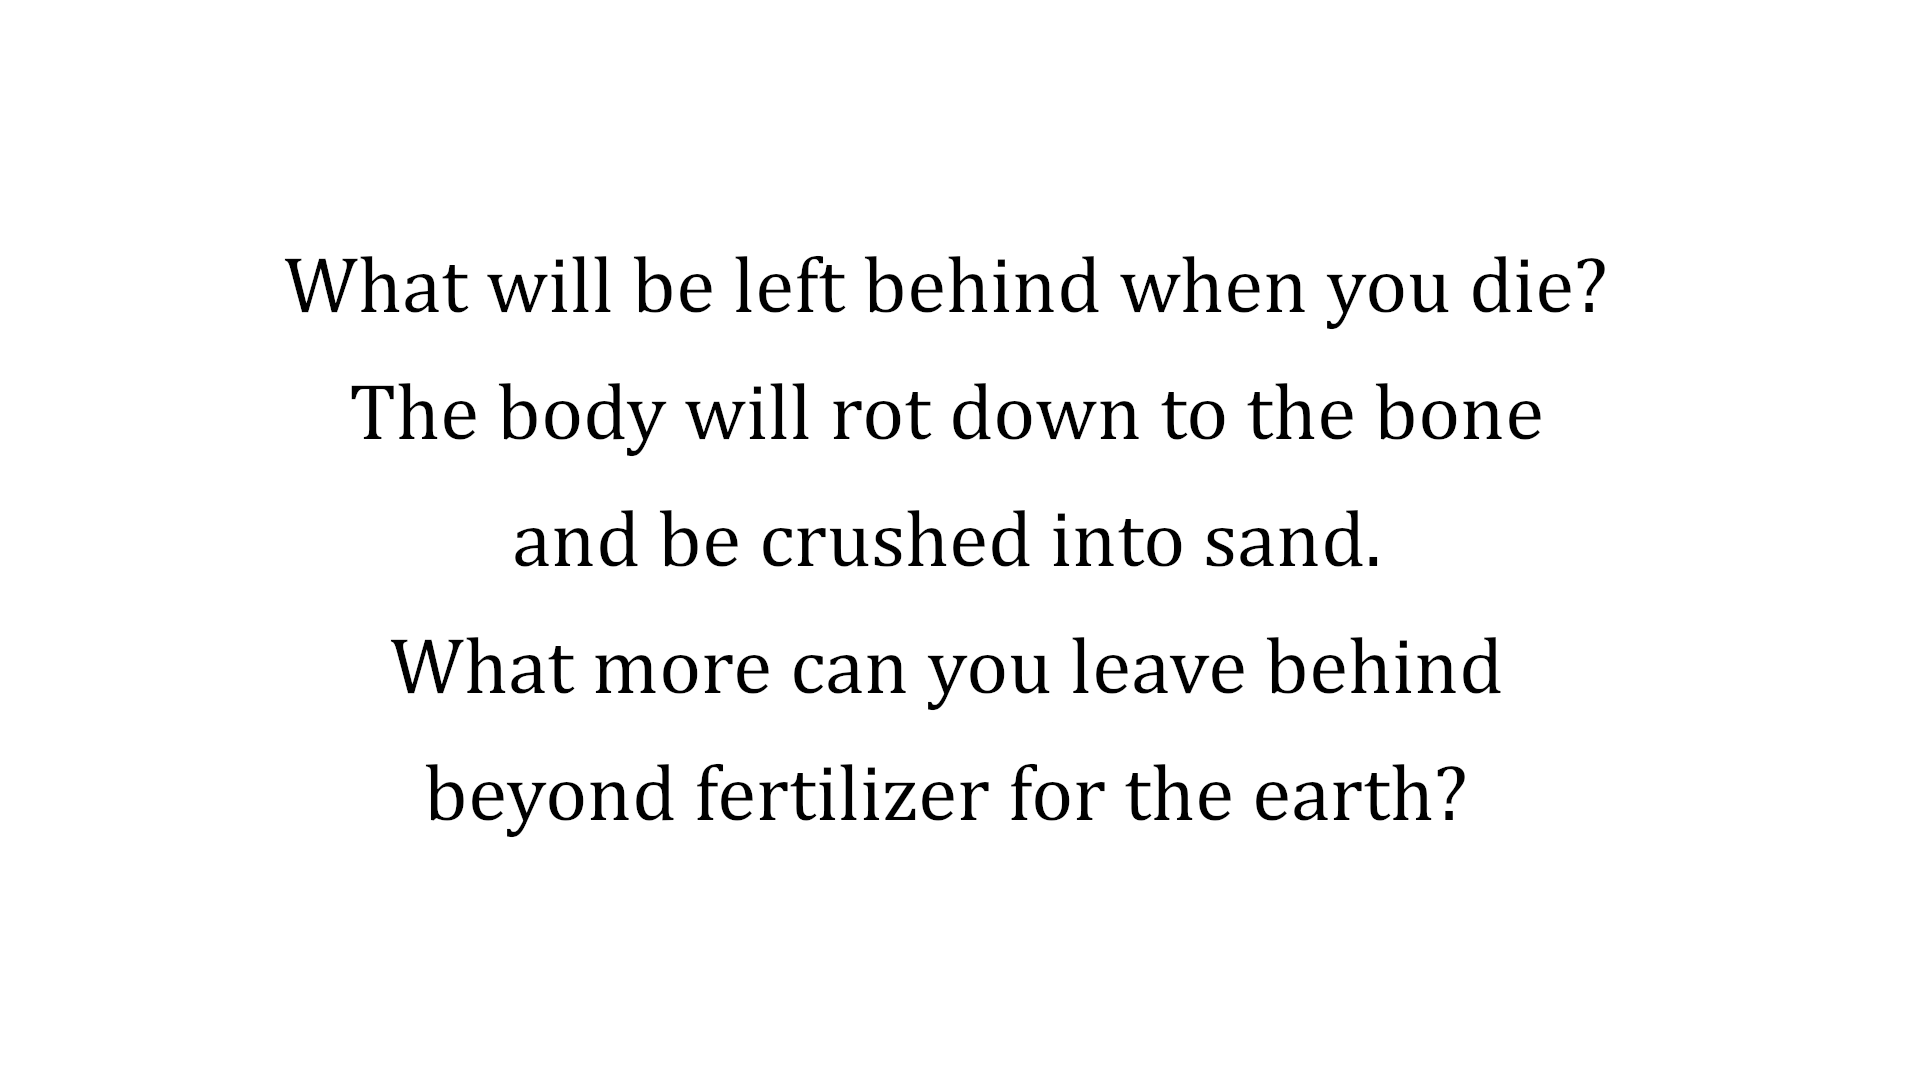 What will be left behind when you die?
The body will rot down to the bone
and be crushed into sand.
What more can you leave behind
beyond fertilizer for the earth?